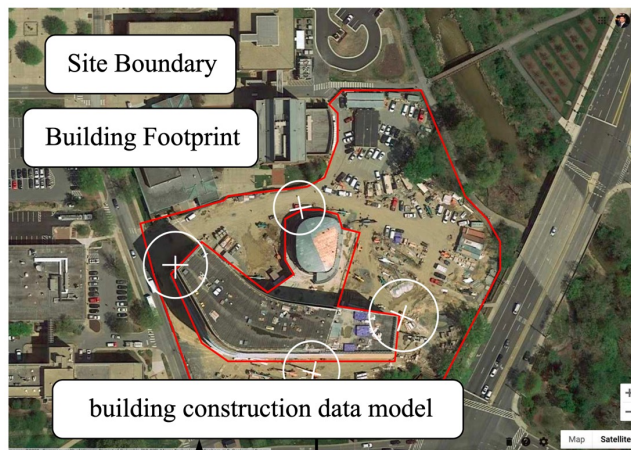 Site Boundary
Building Footprint
building construction data model
Map
Satellite